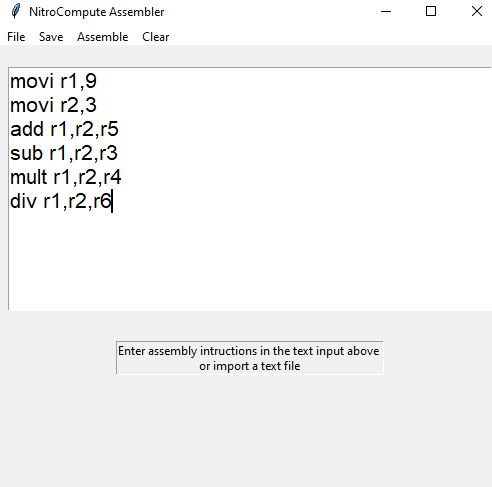 NitroCompute Assembler
File Save Assemble Clear
movi r1,9
movi r2,3
add r1,r2,r5
sub r1,r2,r3
mult r1,r2,r4
div r1,r2,r6
Enter assembly intructions in the text input above
or import a text file